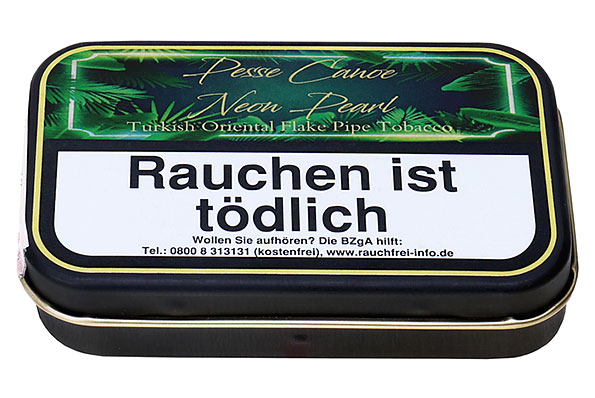 Pesse Canoe
Neon Pearl
Turkish Oriental Flake Pipe Tobacco
Rauchen ist
tödlich
Wollen Sie aufhören? Die BZgA hilft:
Tel.: 0800 8 313131 (kostenfrei), www.rauchfrei-info.de